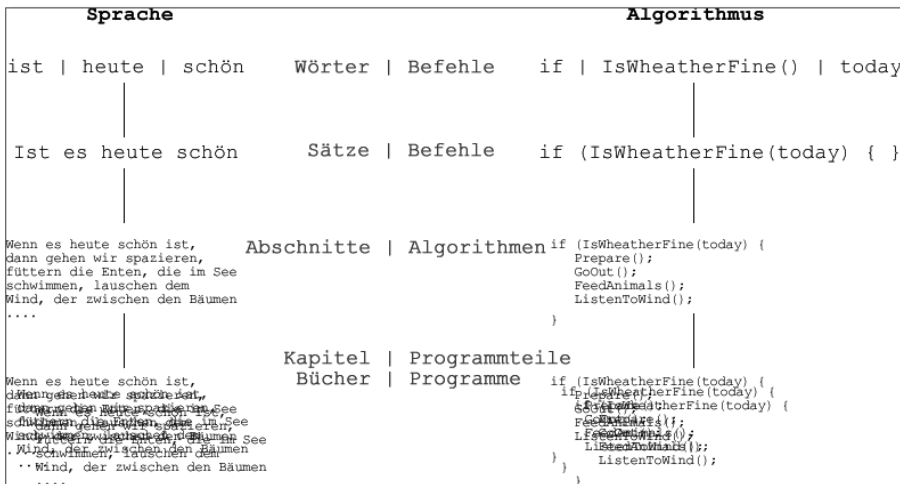 Sprache Algorithmus
ist | heute | schön Wörter | Befehle if | IsWheatherFine() | today
Ist es heute schön Sätze | Befehle if (IsWheatherFine(today) { }
Abschnitte | Algorithmen
Wenn es heute schön ist,
dann gehen wir spazieren,
füttern die Enten, die im See
schwimmen, lauschen dem
Wind, der zwischen den Bäumen
....
if (IsWheatherFine(today) {
Prepare();
GoOut();
FeedAnimals();
ListenToWind();
}
Kapitel | Programmteile
Bücher | Programme
Wenn es heute schön ist,
Wind, der zwischen den Bäumen
....
if (IsWheatherFine(today) {
ListenToWind();
}